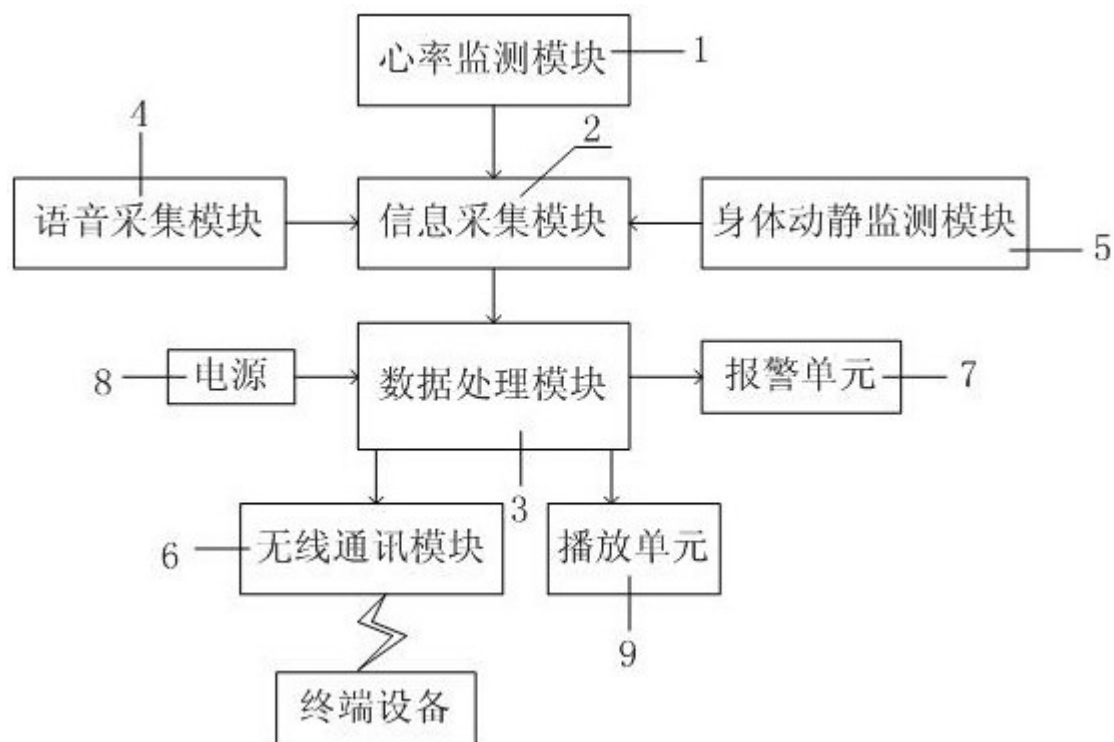 心率监测模块
1
4
2
语音采集模块
信息采集模块
身体动静监测模块
5
8
电源
数据处理模块
报警单元
7
3
6
无线通讯模块
播放单元
9
终端设备